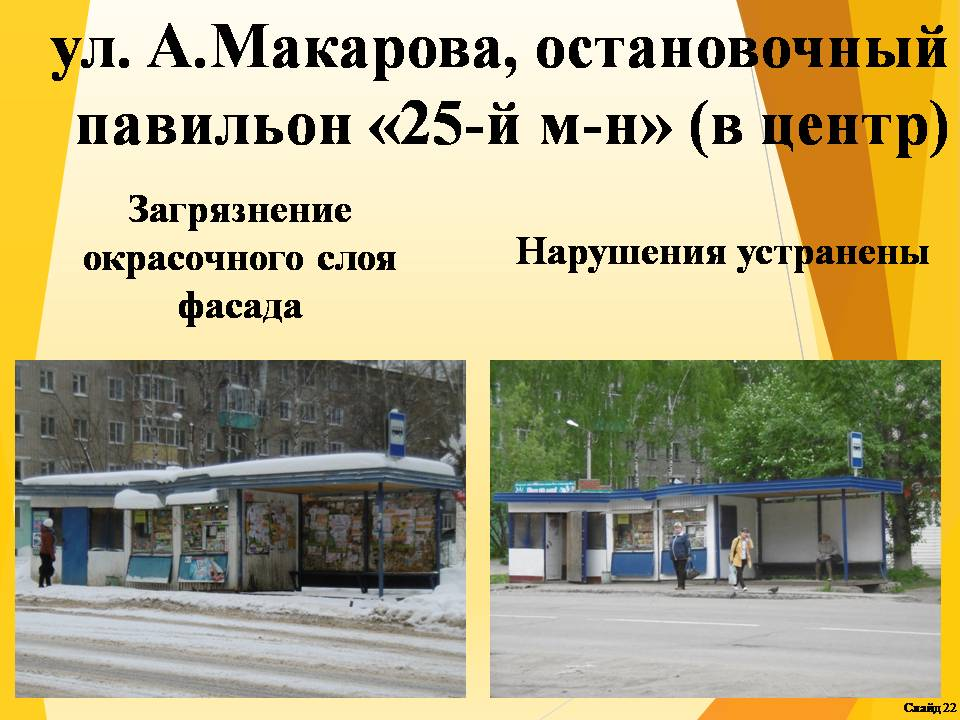 ул. А.Макарова, остановочный
павильон «25-й м-н» (в центр)
Загрязнение
окрасочного слоя
фасада
Нарушения устранены
Слайд 22